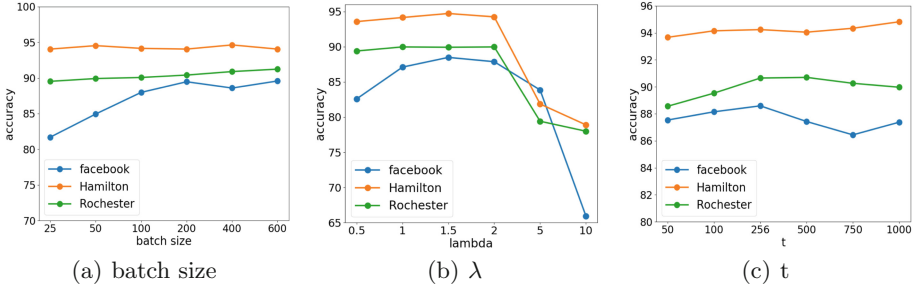 100
95
90
85
80
75
70
accuracy
facebook
Hamilton
Rochester
25 50 100 200 400 600
batch size
(a) batch size
95
90
85
80
75
70
65
accuracy
facebook
Hamilton
Rochester
0.5 1 1.5 2 5 10
lambda
(b) λ
96
94
92
90
88
86
84
82
80
accuracy
facebook
Hamilton
Rochester
50 100 256 500 750 1000
t
(c) t